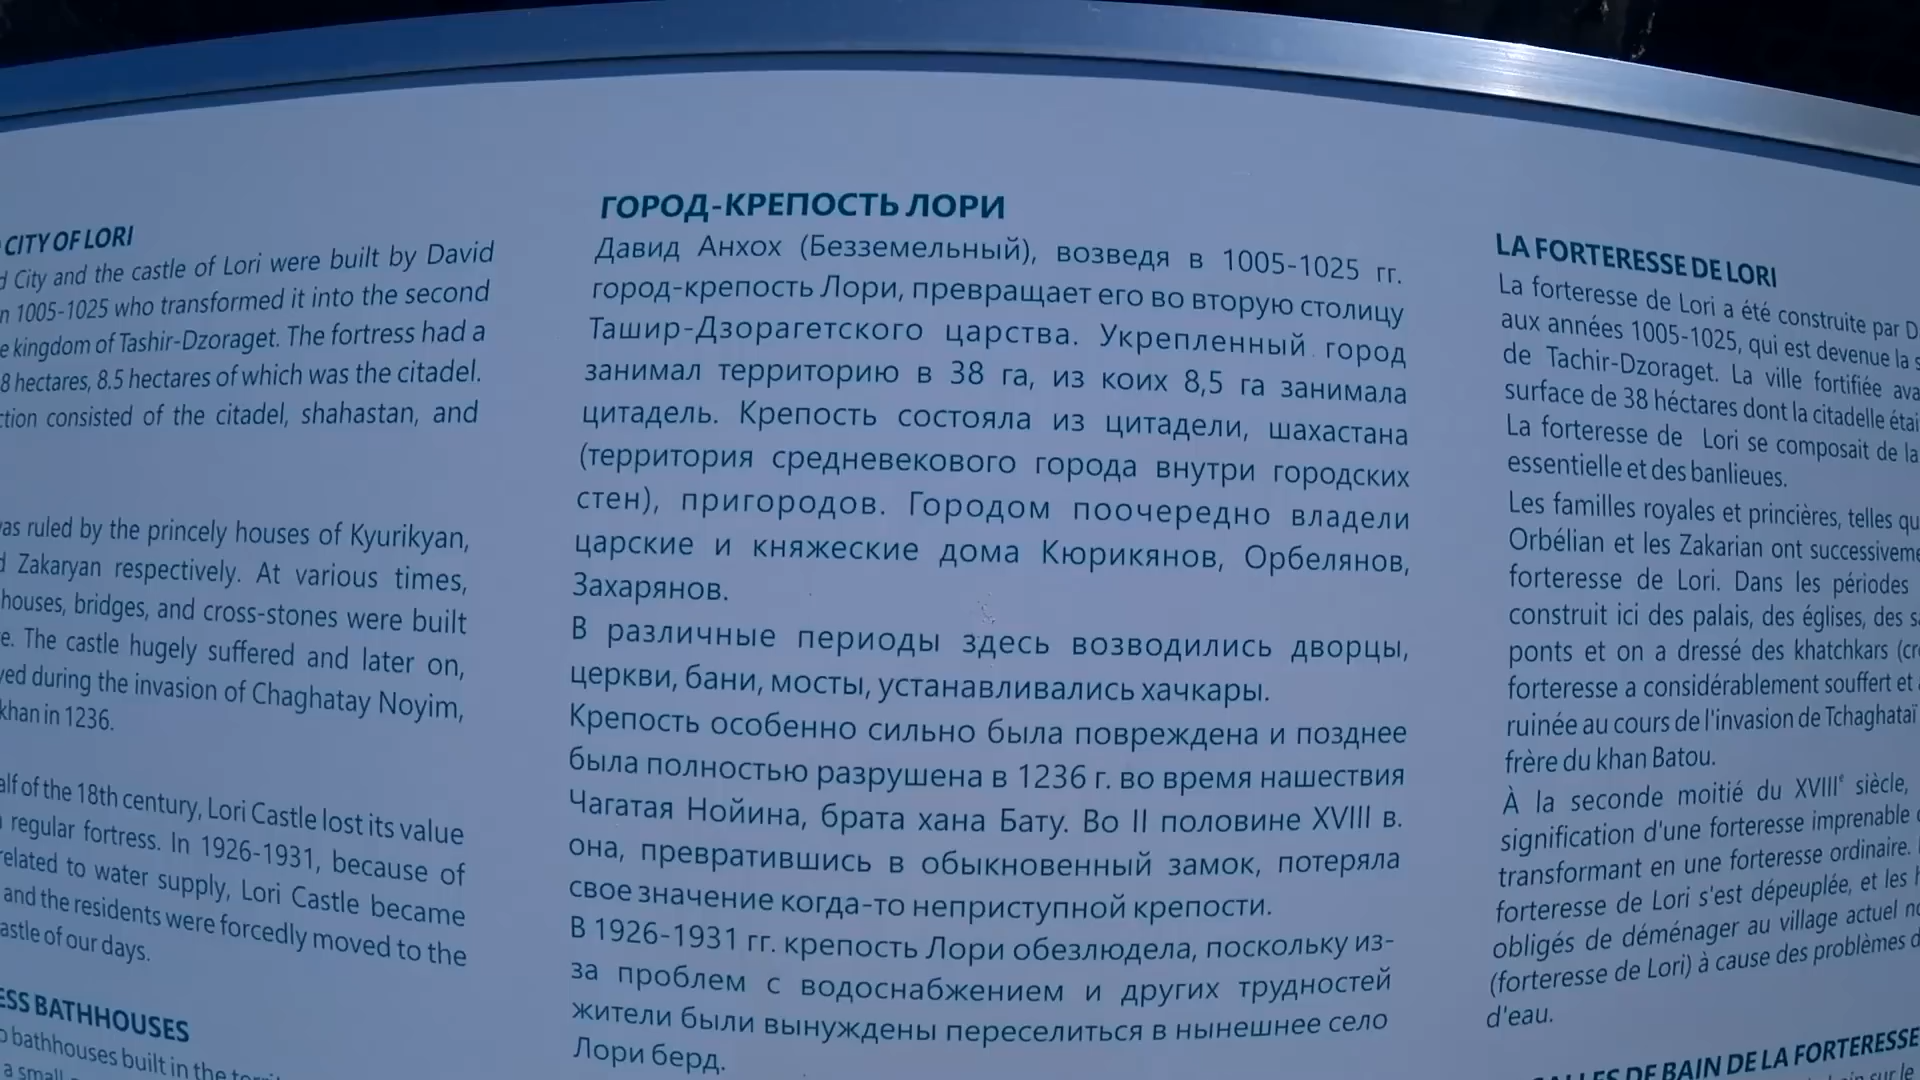 CITY OF LORI
City and the castle of Lori were built by David
1005-1025 who transformed it into the second
kingdom of Tashir-Dzoraget. The fortress had a
8 hectares, 8.5 hectares of which was the citadel.
consisted of the citadel, shahastan, and
was ruled by the princely houses of Kyurikyan,
Zakaryan respectively. At various times,
houses, bridges, and cross-stones were built
The castle hugely suffered and later on,
during the invasion of Chaghatay Noyim,
khan in 1236.
of the 18th century, Lori Castle lost its value
regular fortress. In 1926-1931, because of
related to water supply, Lori Castle became
and the residents were forcedly moved to the
of our days.
BATHHOUSES
bathhouses built in the
a small
ГОРОД-КРЕПОСТЬ ЛОРИ
Давид Анхох (Безземельный), возведя в 1005-1025 гг.
город-крепость Лори, превращает его во вторую столицу
Ташир-Дзорагетского царства. Укрепленный город
занимал территорию в 38 га, из коих 8,5 га занимала
цитадель. Крепость состояла из цитадели, шахастана
(территория средневекового города внутри городских
стен), пригородов. Городом поочередно владели
царские и княжеские дома Кюрикянов, Орбелянов,
Захарянов.
В различные периоды здесь возводились дворцы,
церкви, бани, мосты, устанавливались хачкары.
Крепость особенно сильно была повреждена и позднее
была полностью разрушена в 1236 г. во время нашествия
Чагатая Нойина, брата хана Бату. Во II половине XVIII в.
она, превратившись в обыкновенный замок, потеряла
свое значение когда-то неприступной крепости.
В 1926-1931 гг. крепость Лори обезлюдела, поскольку из-
за проблем с водоснабжением и других трудностей
жители были вынуждены переселиться в нынешнее село
Лори берд.
LA FORTERESSE DE LORI
La forteresse de Lori a été construite par D
aux années 1005-1025, qui est devenue la
de Tachir-Dzoraget. La ville fortifiée
surface de 38 héctares dont la citadelle
La forteresse de Lori se composait de la
essentielle et des banlieues.
Les familles royales et princières, telles
Orbélian et les Zakarian ont
forteresse de Lori. Dans les périodes
construit ici des palais, des églises, des
ponts et on a dressé des khatchkars
forteresse a considérablement souffert et
ruinée au cours de l'invasion de Tchaghataï
frère du khan Batou.
À la seconde moitié du XVIIIᵉ siècle,
signification d'une forteresse imprenable
transformant en une forteresse ordinaire.
forteresse de Lori s'est dépeuplée, et les
obligés de déménager au village actuel
(forteresse de Lori) à cause des problèmes
d'eau.
DE BAIN DE LA FORTERESSE
sur le